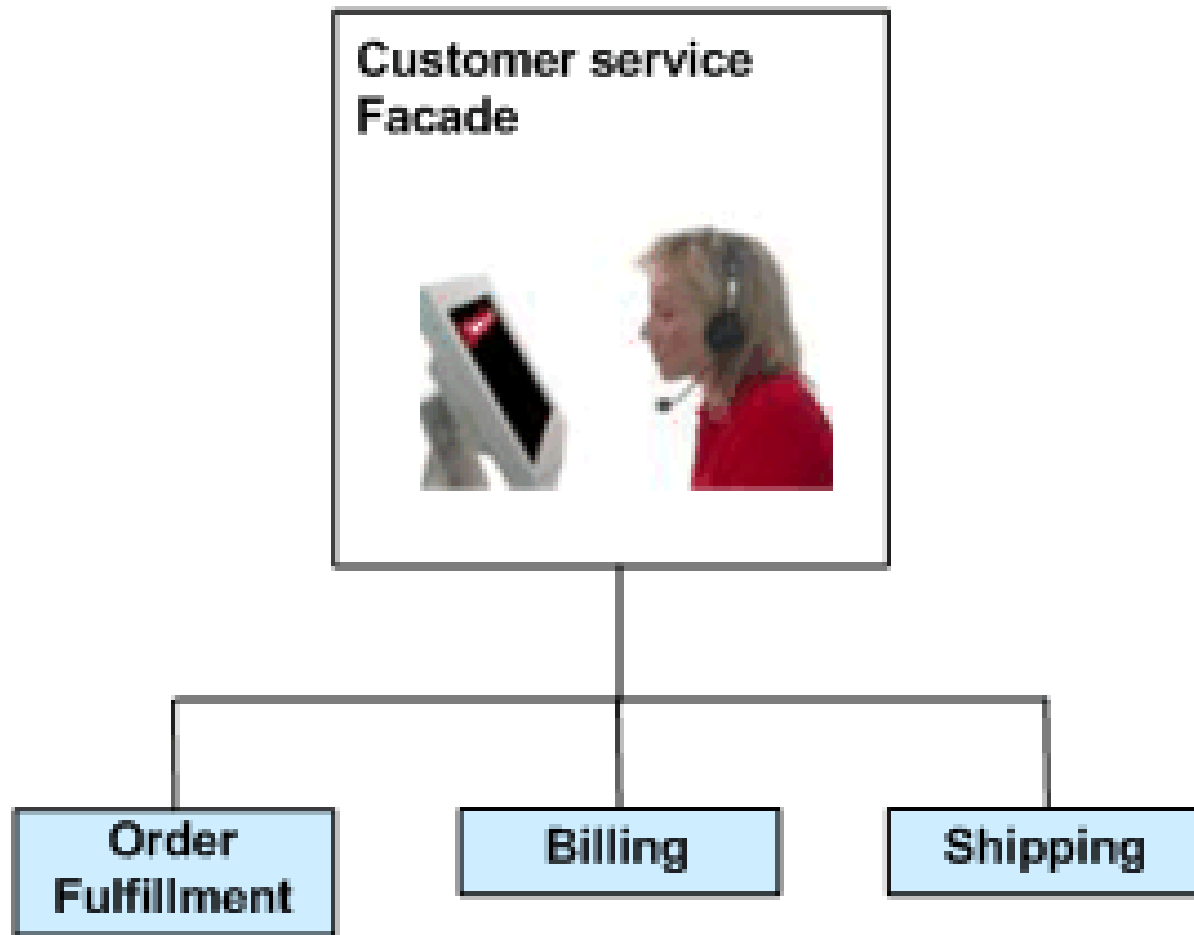 Customer service
Facade
Order
Fulfillment
Billing
Shipping